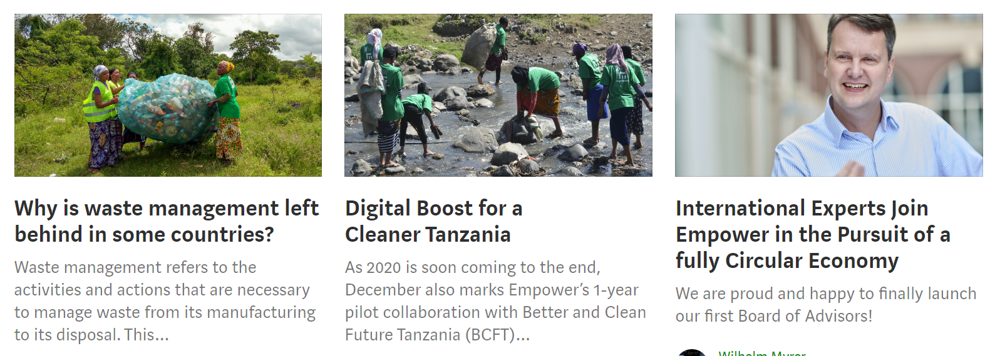 Why is waste management left
behind in some countries?
Waste management refers to the
activities and actions that are necessary
to manage waste from its manufacturing
to its disposal. This…
Digital Boost for a
Cleaner Tanzania
As 2020 is soon coming to the end,
December also marks Empower’s 1-year
pilot collaboration with Better and Clean
Future Tanzania (BCFT)…
International Experts Join
Empower in the Pursuit of a
fully Circular Economy
We are proud and happy to finally launch
our first Board of Advisors!
Wilhelm Myrer